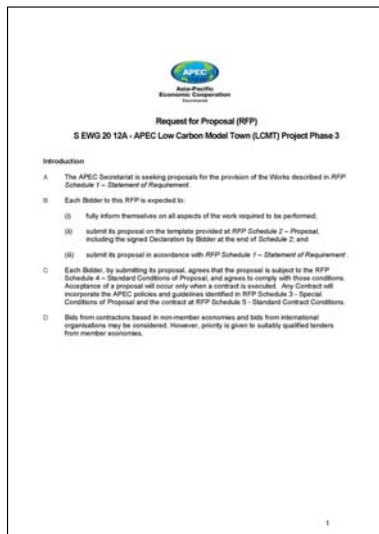 APEC
Asia-Pacific
Economic Cooperation
Secretariat
Request for Proposal (RFP)
S EWG 20 12A - APEC Low Carbon Model Town (LCMT) Project Phase 3
Introduction
A The APEC Secretariat is seeking proposals for the provision of the Works described in RFP
Schedule 1 – Statement of Requirement.
B Each Bidder to this RFP is expected to:
(i) fully inform themselves on all aspects of the work required to be performed;
(ii) submit its proposal on the template provided at RFP Schedule 2 – Proposal,
including the signed Declaration by Bidder at the end of Schedule 2; and
(iii) submit its proposal in accordance with RFP Schedule 1 – Statement of Requirement .
C Each Bidder, by submitting its proposal, agrees that the proposal is subject to the RFP
Schedule 4 – Standard Conditions of Proposal, and agrees to comply with those conditions.
Acceptance of a proposal will occur only when a contract is executed. Any Contract will
incorporate the APEC policies and guidelines identified in RFP Schedule 3 - Special
Conditions of Proposal and the contract at RFP Schedule 5 - Standard Contract Conditions.
D Bids from contractors based in non-member economies and bids from international
organisations may be considered. However, priority is given to suitably qualified tenders
from member economies.
1